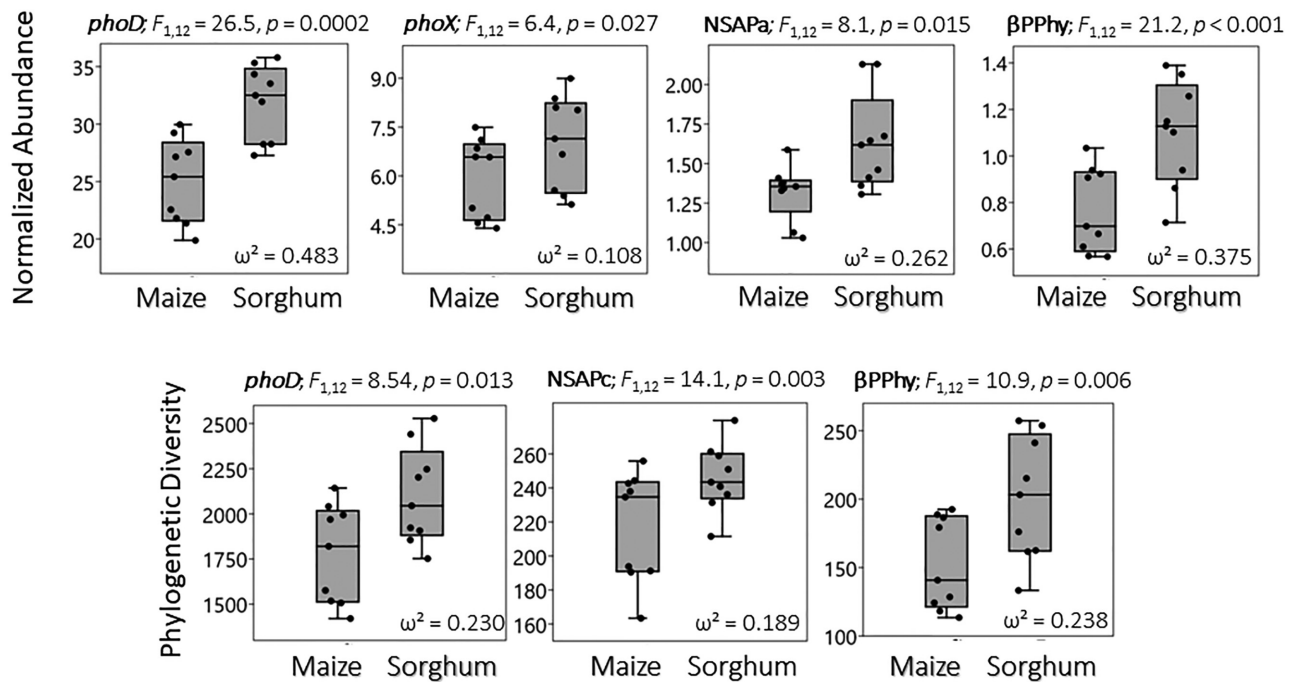 Normalized Abundance
phoD; F1,12 = 26.5, p = 0.0002
35
30
25
20
ω² = 0.483
Maize Sorghum
phoX; F1,12 = 6.4, p = 0.027
9.0
7.5
6.0
4.5
ω² = 0.108
Maize Sorghum
NSAPa; F1,12 = 8.1, p = 0.015
2.00
1.75
1.50
1.25
1.00
ω² = 0.262
Maize Sorghum
βPPhy; F1,12 = 21.2, p < 0.001
1.4
1.2
1.0
0.8
0.6
ω² = 0.375
Maize Sorghum
Phylogenetic Diversity
phoD; F1,12 = 8.54, p = 0.013
2500
2250
2000
1750
1500
ω² = 0.230
Maize Sorghum
NSAPc; F1,12 = 14.1, p = 0.003
260
240
220
200
180
160
ω² = 0.189
Maize Sorghum
βPPhy; F1,12 = 10.9, p = 0.006
250
200
150
100
ω² = 0.238
Maize Sorghum